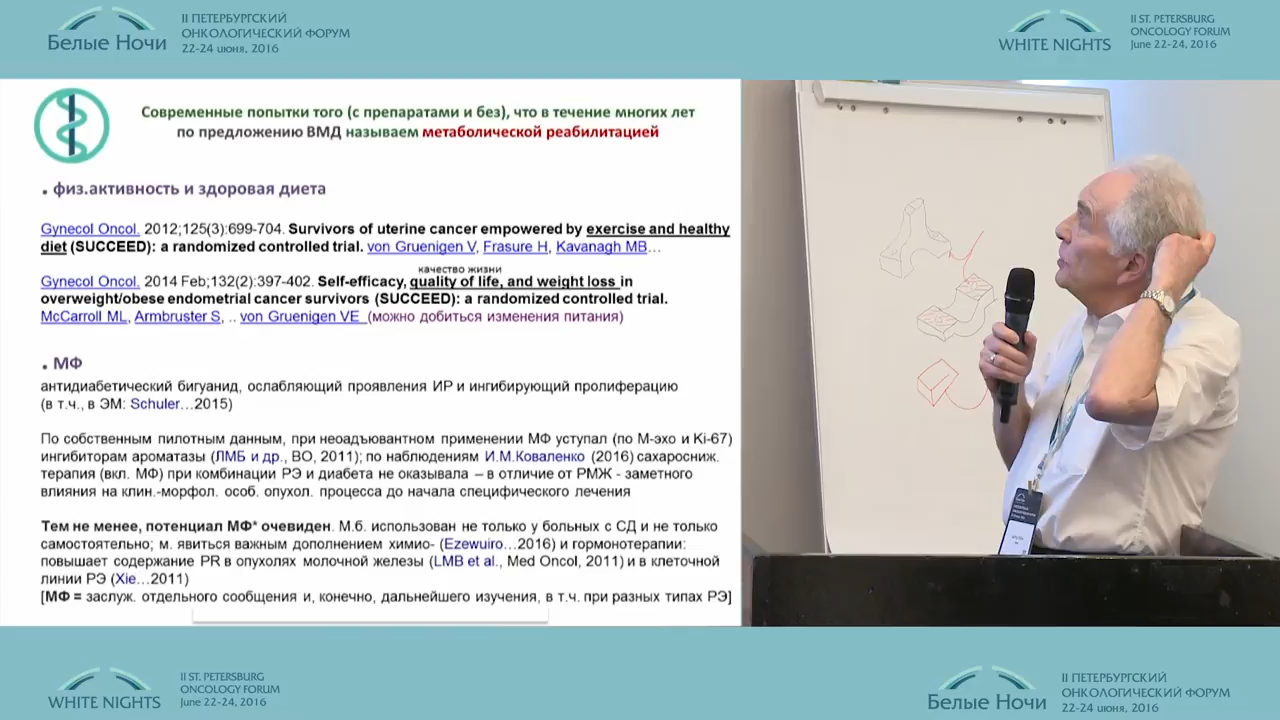 Белые Ночи
II ПЕТЕРБУРГСКИЙ
ОНКОЛОГИЧЕСКИЙ ФОРУМ
22-24 июня, 2016
WHITE NIGHTS
II ST. PETERSBURG
ONCOLOGY FORUM
June 22-24, 2016
Современные попытки того (с препаратами и без), что в течение многих лет
по предложению ВМД называем метаболической реабилитацией
. физ.активность и здоровая диета
Gynecol Oncol. 2012;125(3):699-704. Survivors of uterine cancer empowered by exercise and healthy
diet (SUCCEED): a randomized controlled trial. von Gruenigen V, Frasure H, Kavanagh MB…
качество жизни
Gynecol Oncol. 2014 Feb;132(2):397-402. Self-efficacy, quality of life, and weight loss in
overweight/obese endometrial cancer survivors (SUCCEED): a randomized controlled trial.
McCarroll ML, Armbruster S, .. von Gruenigen VE (можно добиться изменения питания)
. МФ
антидиабетический бигуанид, ослабляющий проявления ИР и ингибирующий пролиферацию
(в т.ч., в ЭМ: Schuler…2015)
По собственным пилотным данным, при неоадъювантном применении МФ уступал (по М-эхо и Ki-67)
ингибиторам ароматазы (ЛМБ и др., ВО, 2011); по наблюдениям И.М.Коваленко (2016) сахаросниж.
терапия (вкл. МФ) при комбинации РЭ и диабета не оказывала – в отличие от РМЖ - заметного
влияния на клин.-морфол. особ. опухол. процесса до начала специфического лечения
Тем не менее, потенциал МФ* очевиден. М.б. использован не только у больных с СД и не только
самостоятельно; м. явиться важным дополнением химио- (Ezewuiro…2016) и гормонотерапии:
повышает содержание PR в опухолях молочной железы (LMB et al., Med Oncol, 2011) и в клеточной
линии РЭ (Xie…2011)
[МФ = заслуж. отдельного сообщения и, конечно, дальнейшего изучения, в т.ч. при разных типах РЭ]
WHITE NIGHTS
II ST. PETERSBURG
ONCOLOGY FORUM
June 22-24, 2016
Белые Ночи
II ПЕТЕРБУРГСКИЙ
ОНКОЛОГИЧЕСКИЙ ФОРУМ
22-24 июня, 2016